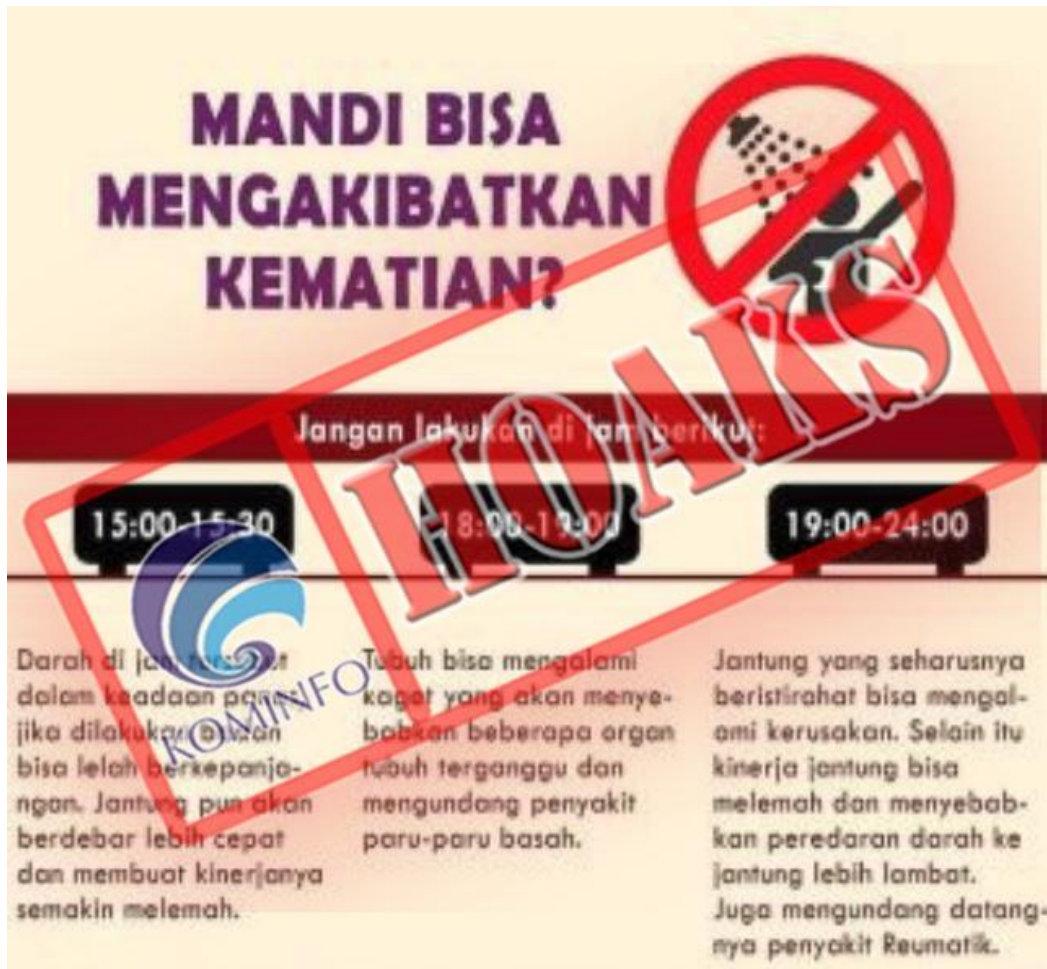 MANDI BISA
MENGAKIBATKAN
KEMATIAN?
HOAKS
Jangan lakukan di jam berikut:
15:00-15:30
18:00-19:00
19:00-24:00
KOMINFO
Darah di jam tersebut
dalam keadaan panas
jika dilakukan badan
bisa lelah berkepanja-
ngan. Jantung pun akan
berdebar lebih cepat
dan membuat kinerjanya
semakin melemah.
Tubuh bisa mengalami
kaget yang akan menye-
babkan beberapa organ
tubuh terganggu dan
mengundang penyakit
paru-paru basah.
Jantung yang seharusnya
beristirahat bisa mengal-
ami kerusakan. Selain itu
kinerja jantung bisa
melemah dan menyebab-
kan peredaran darah ke
jantung lebih lambat.
Juga mengundang datang-
nya penyakit Reumatik.